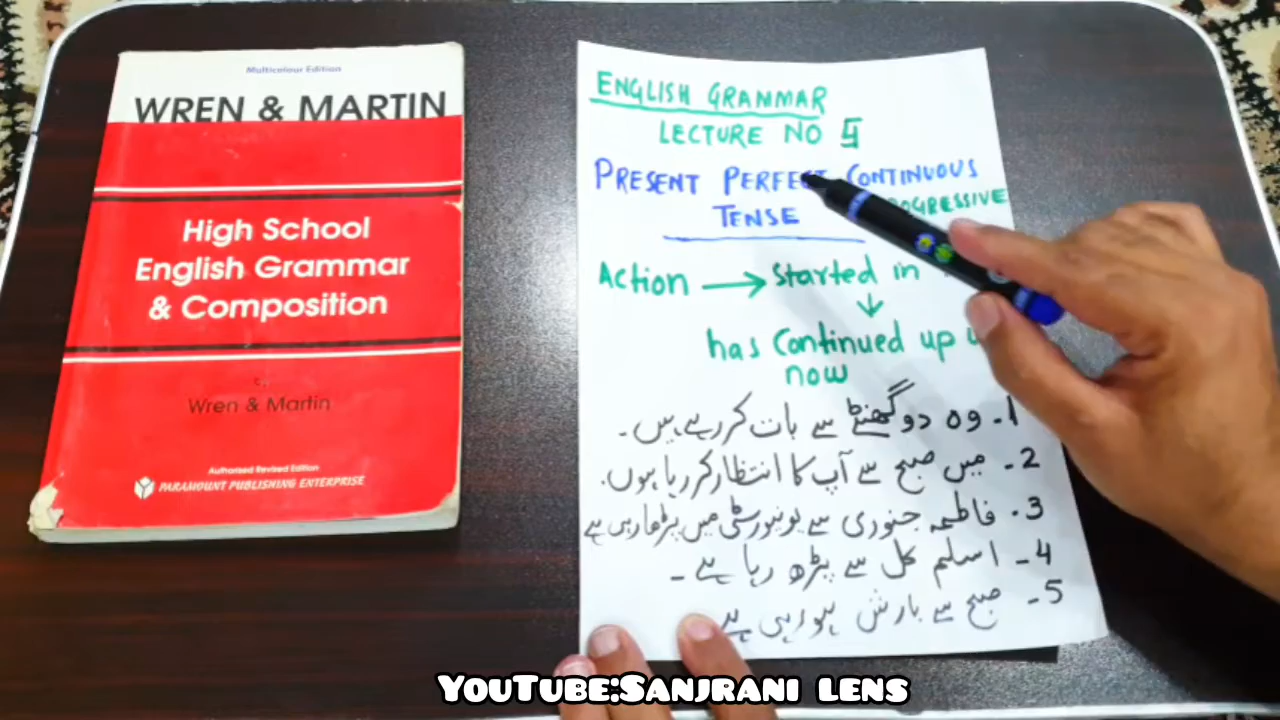 Multicolour Edition
WREN & MARTIN
High School
English Grammar
& Composition
by
Wren & Martin
Authorised Revised Edition
PARAMOUNT PUBLISHING ENTERPRISE
ENGLISH GRAMMAR
LECTURE NO 5
PRESENT PERFECT CONTINUOUS
TENSE
Action → Started in
↓
has Continued up
now
1۔ وہ دو گھنٹے سے بات کر رہے ہیں۔
2۔ میں صبح سے آپ کا انتظار کر رہا ہوں۔
3۔ فاطمہ جنوری سے یونیورسٹی میں پڑھا رہی ہے
4۔ اسلم کل سے پڑھ رہا ہے۔
5۔ صبح سے بارش ہو رہی ہے
YouTube:Sanjrani lens